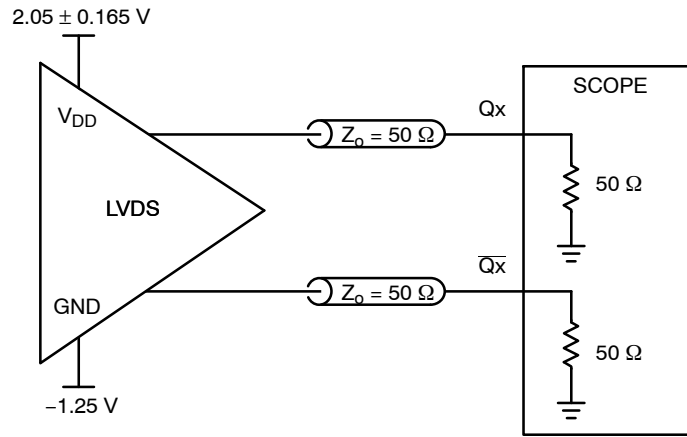 2.05 ± 0.165 V
V_DD
LVDS
GND
−1.25 V
Z_o = 50 Ω
Qx
Z_o = 50 Ω
Q̅x̅
SCOPE
50 Ω
50 Ω